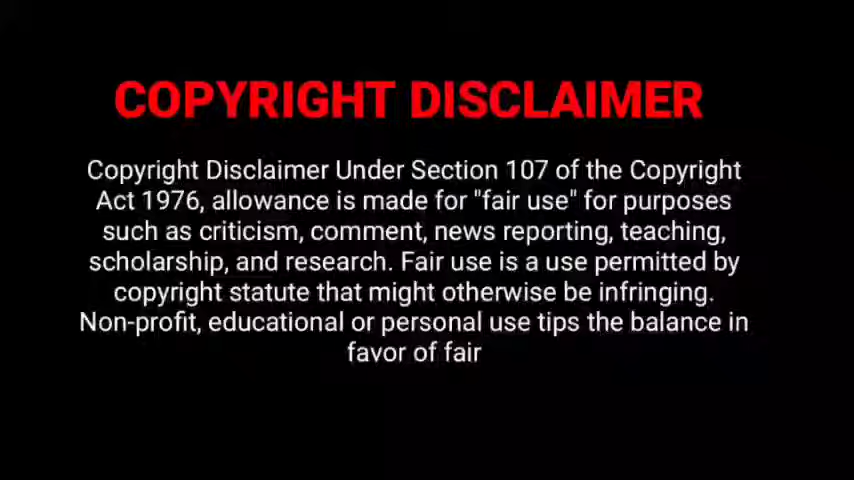 COPYRIGHT DISCLAIMER
Copyright Disclaimer Under Section 107 of the Copyright
Act 1976, allowance is made for "fair use" for purposes
such as criticism, comment, news reporting, teaching,
scholarship, and research. Fair use is a use permitted by
copyright statute that might otherwise be infringing.
Non-profit, educational or personal use tips the balance in
favor of fair